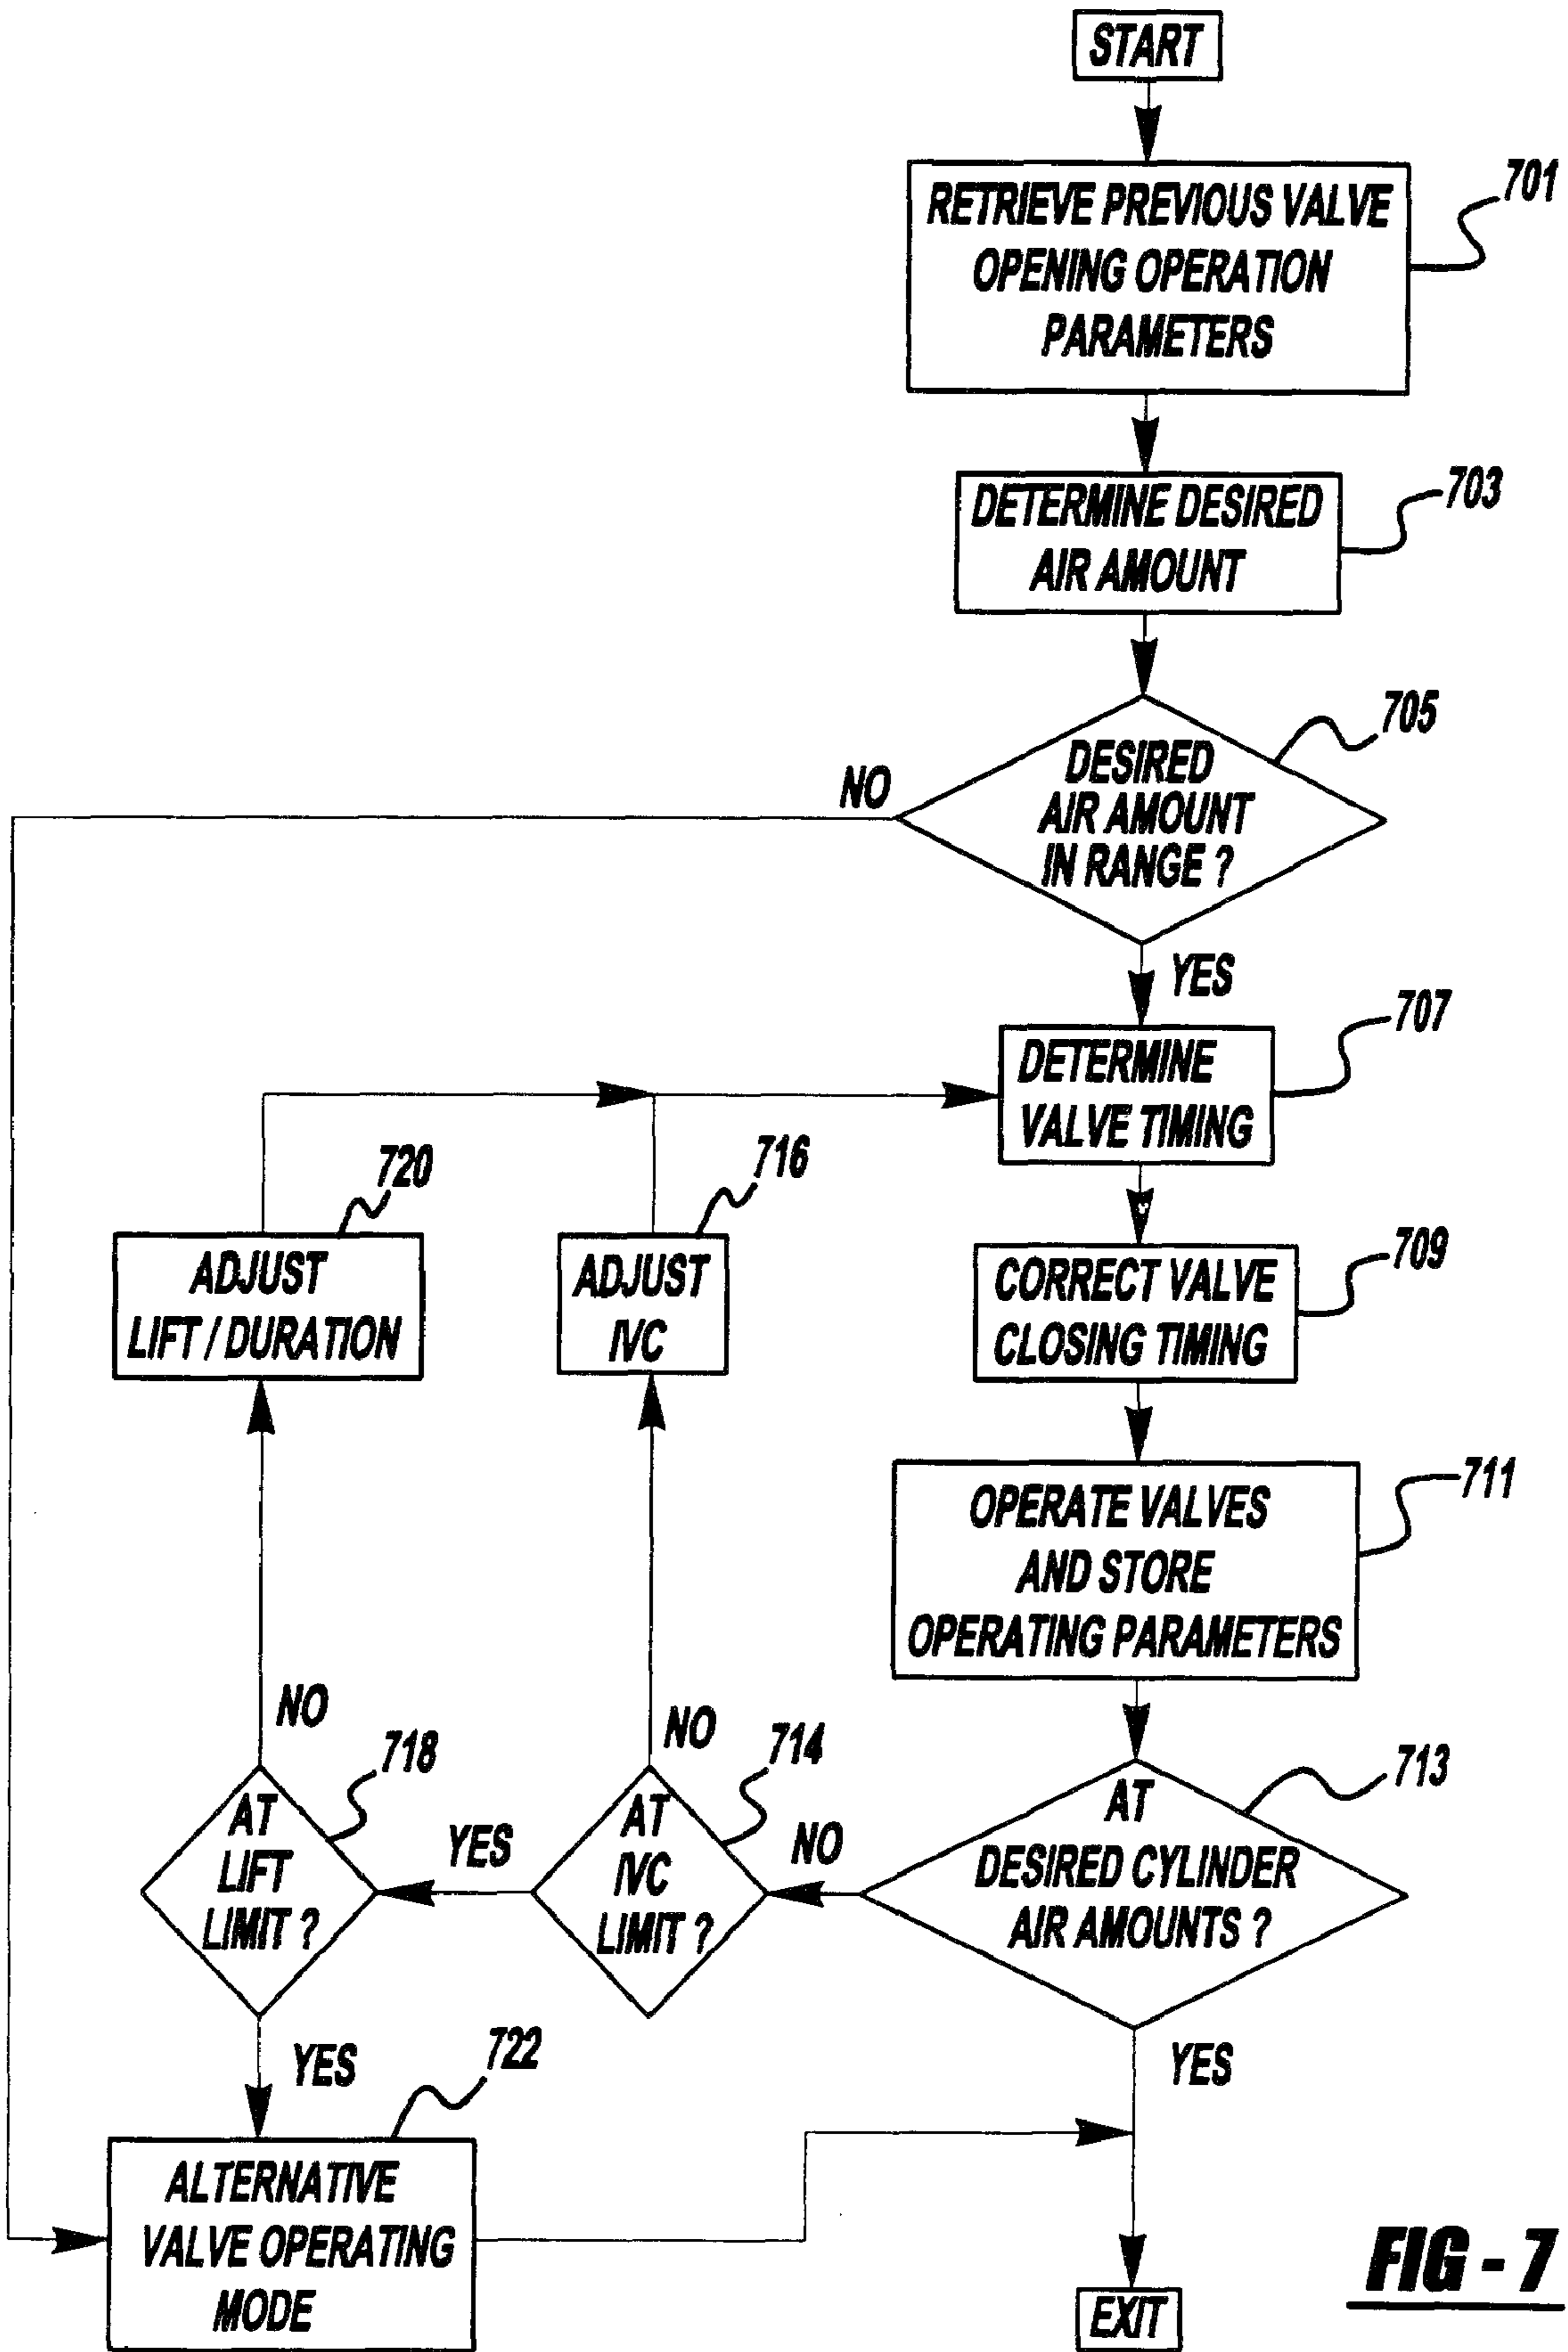 START
RETRIEVE PREVIOUS VALVE
OPENING OPERATION
PARAMETERS
701
DETERMINE DESIRED
AIR AMOUNT
703
DESIRED
AIR AMOUNT
IN RANGE ?
705
NO
YES
DETERMINE
VALVE TIMING
707
720
716
ADJUST
LIFT / DURATION
ADJUST
IVC
CORRECT VALVE
CLOSING TIMING
709
OPERATE VALVES
AND STORE
OPERATING PARAMETERS
711
NO
718
NO
714
713
AT
LIFT
LIMIT ?
YES
AT
IVC
LIMIT ?
NO
AT
DESIRED CYLINDER
AIR AMOUNTS ?
YES
722
YES
ALTERNATIVE
VALVE OPERATING
MODE
EXIT
FIG - 7